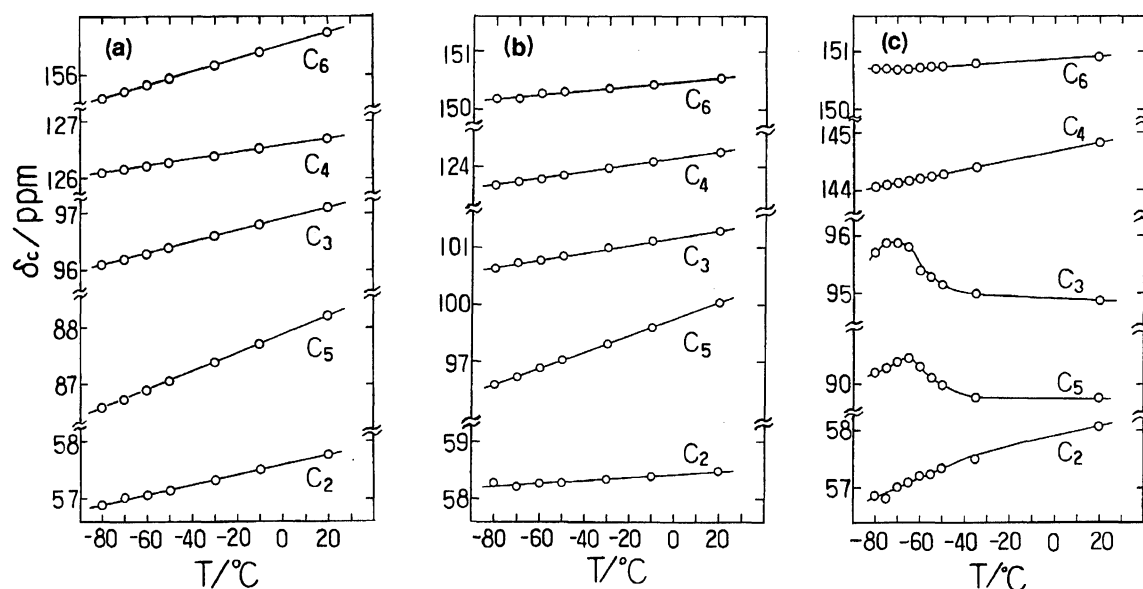 (a)
156
C6
127
126
C4
97
96
C3
88
87
C5
58
57
C2
δc/ppm
-80 -60 -40 -20 0 20
T/°C
(b)
151
150
C6
124
C4
101
C3
100
97
C5
59
58
C2
-80 -60 -40 -20 0 20
T/°C
(c)
151
150
C6
145
144
C4
96
95
C3
90
C5
58
57
C2
-80 -60 -40 -20 0 20
T/°C